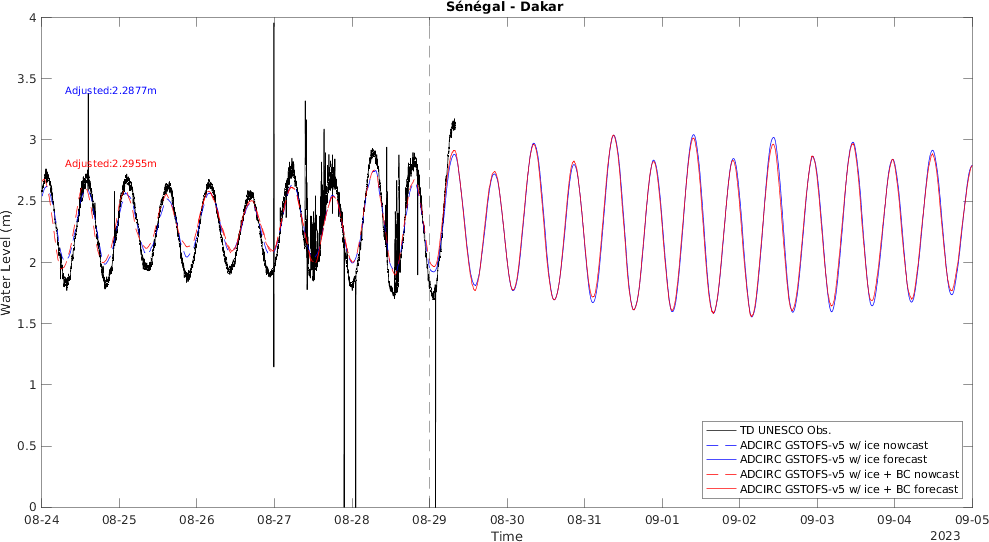 Sénégal - Dakar
Water Level (m)
4
3.5
3
2.5
2
1.5
1
0.5
0
Adjusted:2.2877m
Adjusted:2.2955m
TD UNESCO Obs.
ADCIRC GSTOFS-v5 w/ ice nowcast
ADCIRC GSTOFS-v5 w/ ice forecast
ADCIRC GSTOFS-v5 w/ ice + BC nowcast
ADCIRC GSTOFS-v5 w/ ice + BC forecast
08-24 08-25 08-26 08-27 08-28 08-29 08-30 08-31 09-01 09-02 09-03 09-04 09-05
Time
2023